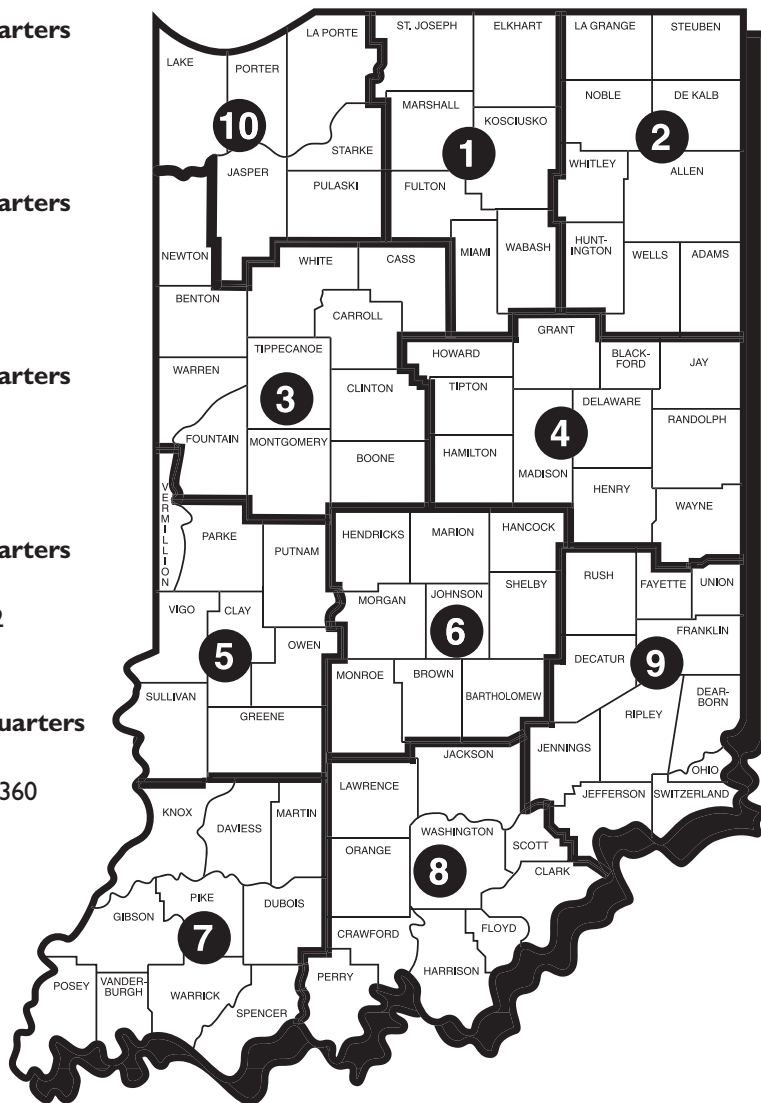 arters
arters
arters
arters
2
uarters
360
LAKE
PORTER
LA PORTE
ST. JOSEPH
ELKHART
LA GRANGE
STEUBEN
NOBLE
DE KALB
MARSHALL
KOSCIUSKO
10
1
2
STARKE
JASPER
WHITLEY
ALLEN
PULASKI
FULTON
NEWTON
WHITE
CASS
MIAMI
WABASH
HUNT-
INGTON
WELLS
ADAMS
BENTON
CARROLL
GRANT
TIPPECANOE
HOWARD
BLACK-
FORD
JAY
WARREN
CLINTON
TIPTON
DELAWARE
3
4
RANDOLPH
FOUNTAIN
MONTGOMERY
BOONE
HAMILTON
MADISON
HENRY
WAYNE
VERMILLION
PARKE
PUTNAM
HENDRICKS
MARION
HANCOCK
RUSH
FAYETTE
UNION
SHELBY
VIGO
CLAY
MORGAN
JOHNSON
6
FRANKLIN
5
OWEN
DECATUR
9
MONROE
BROWN
BARTHOLOMEW
SULLIVAN
DEAR-
BORN
GREENE
RIPLEY
JACKSON
JENNINGS
OHIO
LAWRENCE
JEFFERSON
SWITZERLAND
KNOX
MARTIN
DAVIESS
WASHINGTON
SCOTT
ORANGE
8
CLARK
PIKE
DUBOIS
GIBSON
7
CRAWFORD
FLOYD
HARRISON
PERRY
POSEY
VANDER-
BURGH
WARRICK
SPENCER